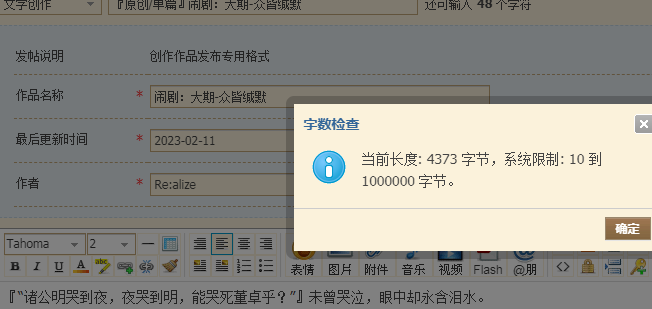 文字创作 『原创/单篇』闹剧：大期-众皆缄默 还可输入 48 个字符
发帖说明 创作作品发布专用格式
作品名称 * 闹剧：大期-众皆缄默
字数检查
最后更新时间 * 2023-02-11
当前长度: 4373 字节，系统限制: 10 到
1000000 字节。
作者 * Re:alize
确定
Tahoma 2
B I U A 表情 图片 附件 音乐 视频 Flash @朋
『“诸公明哭到夜，夜哭到明，能哭死董卓乎？”』未曾哭泣，眼中却永含泪水。